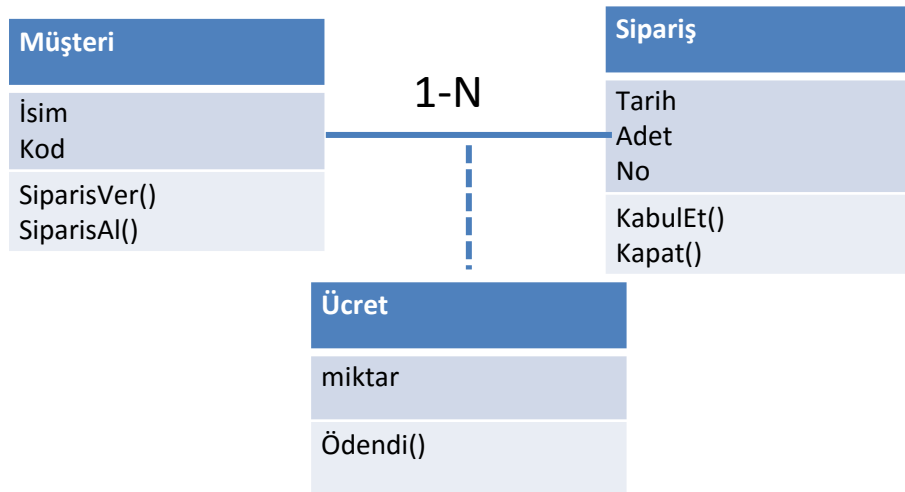 Müşteri
İsim
Kod
SiparisVer()
SiparisAl()
1-N
Sipariş
Tarih
Adet
No
KabulEt()
Kapat()
Ücret
miktar
Ödendi()